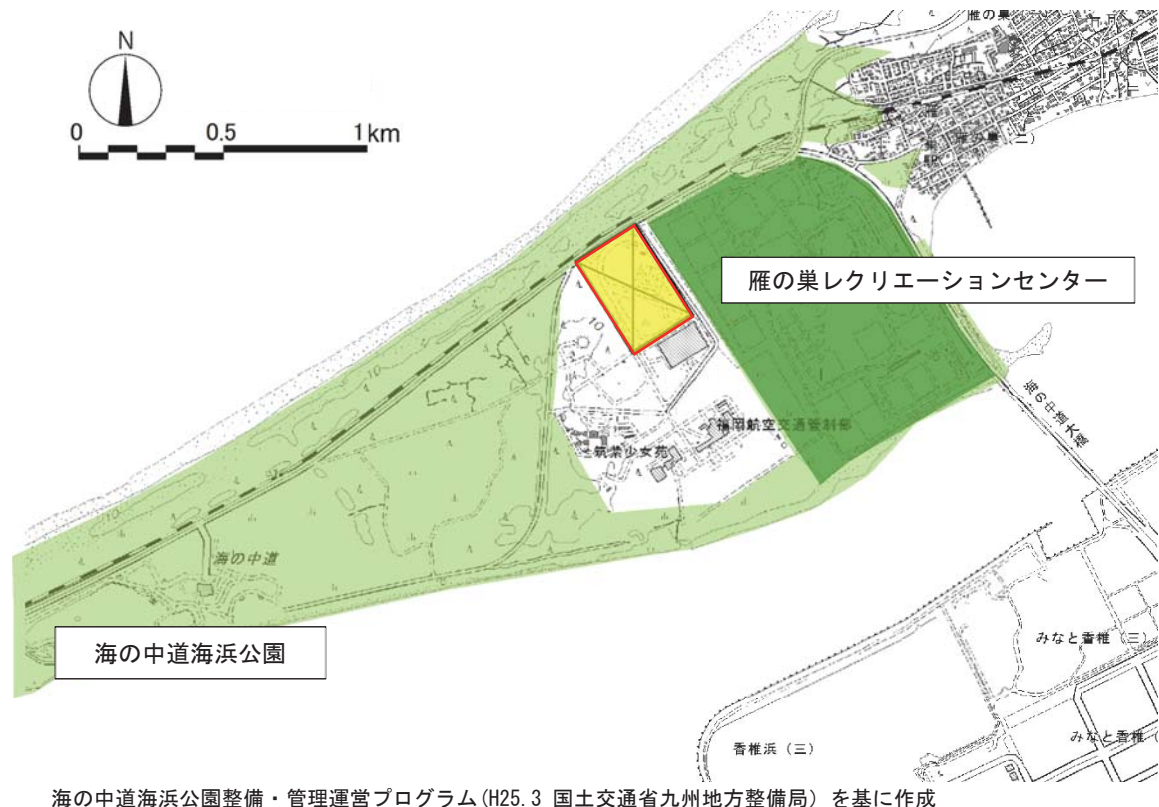 雁の巣
N
0 0.5 1km
雁の巣レクリエーションセンター
10
福岡航空交通管制部
海の中道大橋
筑紫少女苑
10
10
海の中道
海の中道海浜公園
みなと香椎(三)
みなと香椎(
香椎浜(三)
海の中道海浜公園整備・管理運営プログラム(H25.3 国土交通省九州地方整備局)を基に作成